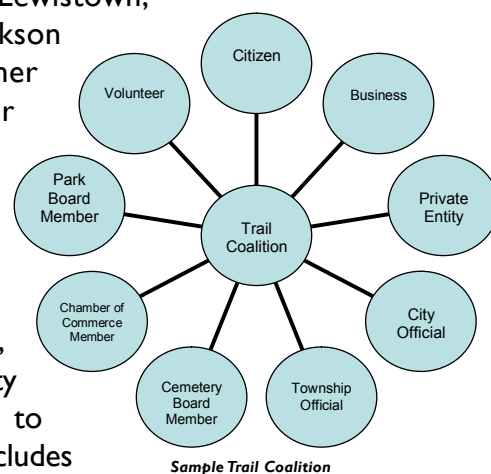 Lewistown,
kson
ner
r
,
ty
to
cludes
Citizen
Volunteer
Business
Park
Board
Member
Private
Entity
Trail
Coalition
Chamber of
Commerce
Member
City
Official
Cemetery
Board
Member
Township
Official
Sample Trail Coalition